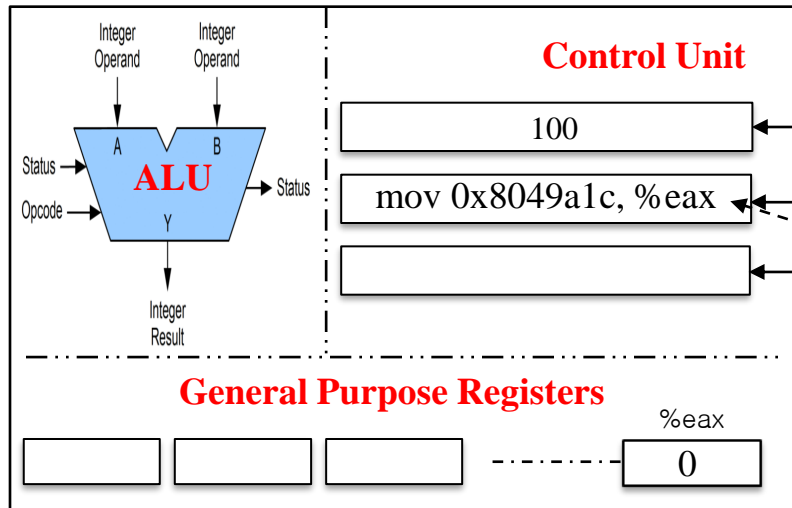 Integer
Operand
Integer
Operand
A
B
Status
ALU
Status
Opcode
Y
Integer
Result
Control Unit
100
mov 0x8049a1c, %eax
General Purpose Registers
%eax
0